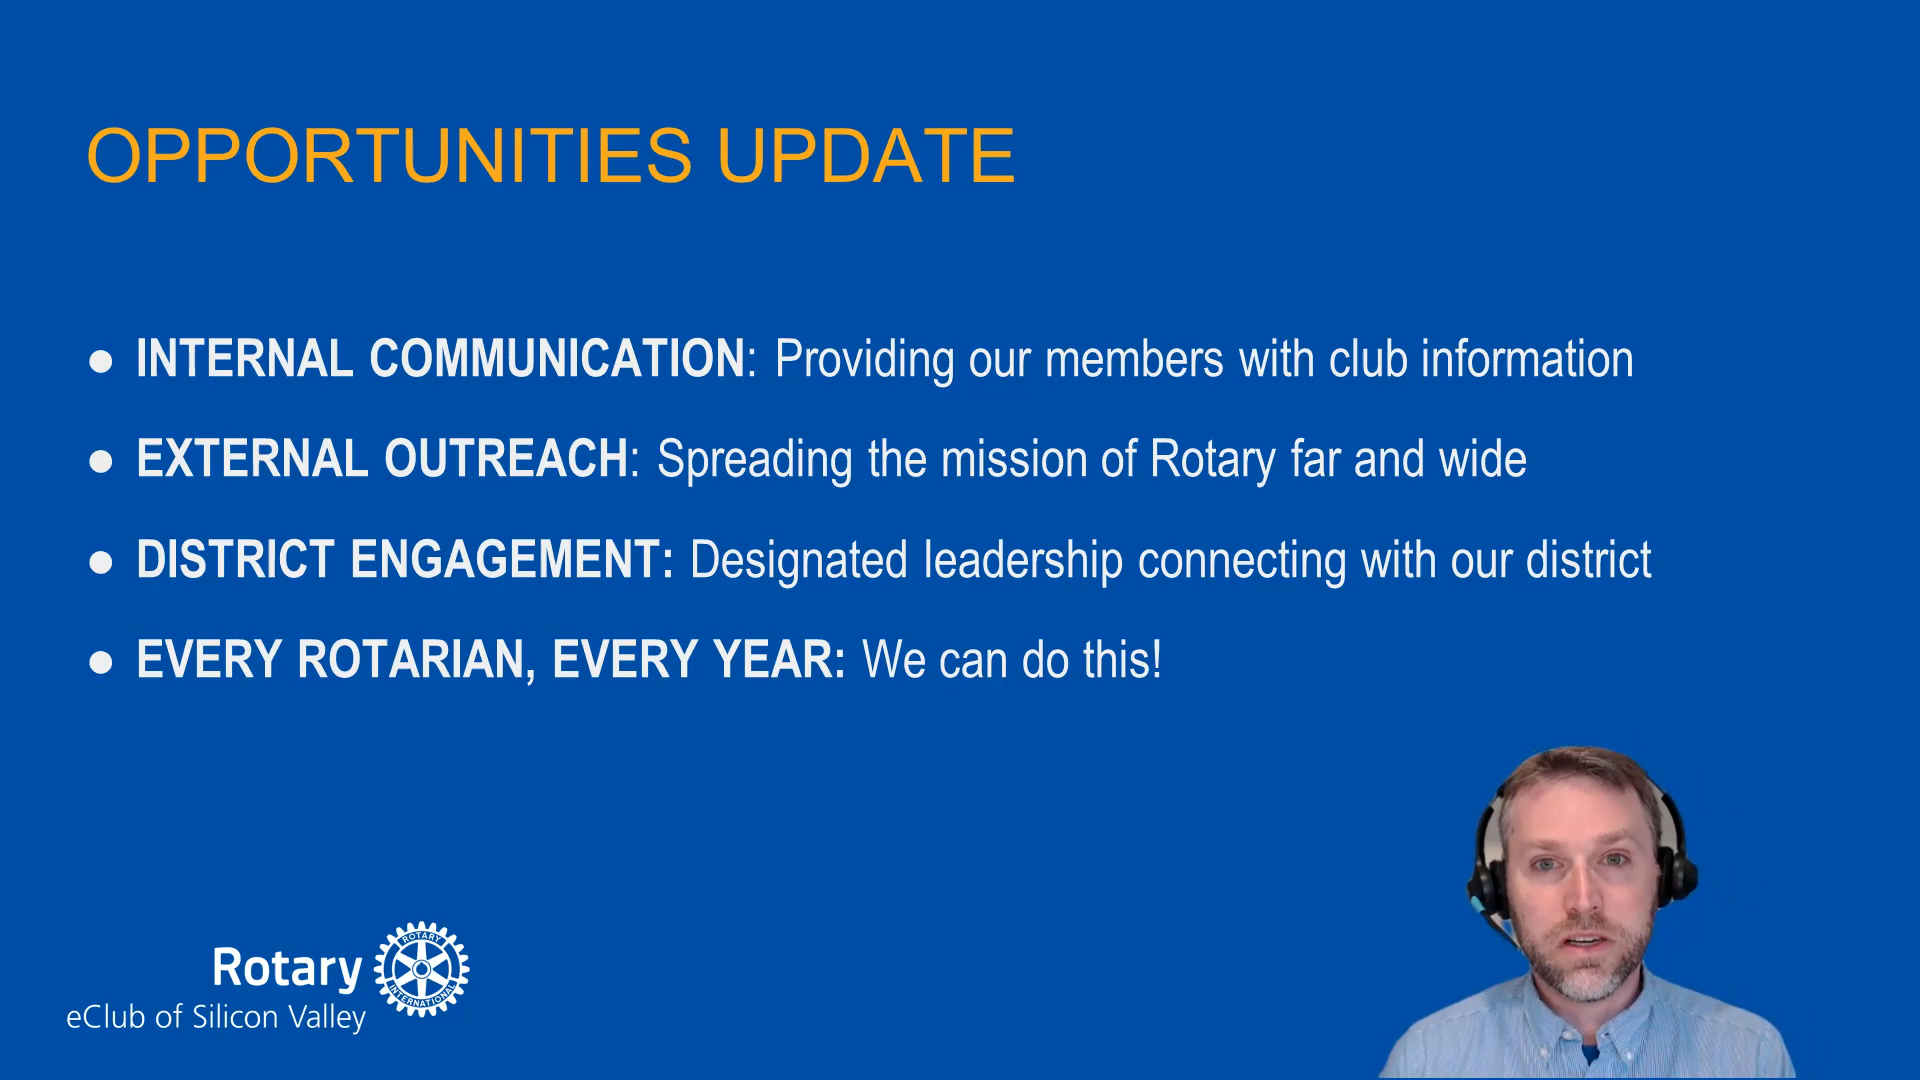 OPPORTUNITIES UPDATE
● INTERNAL COMMUNICATION: Providing our members with club information
● EXTERNAL OUTREACH: Spreading the mission of Rotary far and wide
● DISTRICT ENGAGEMENT: Designated leadership connecting with our district
● EVERY ROTARIAN, EVERY YEAR: We can do this!
Rotary
ROTARY
INTERNATIONAL
eClub of Silicon Valley